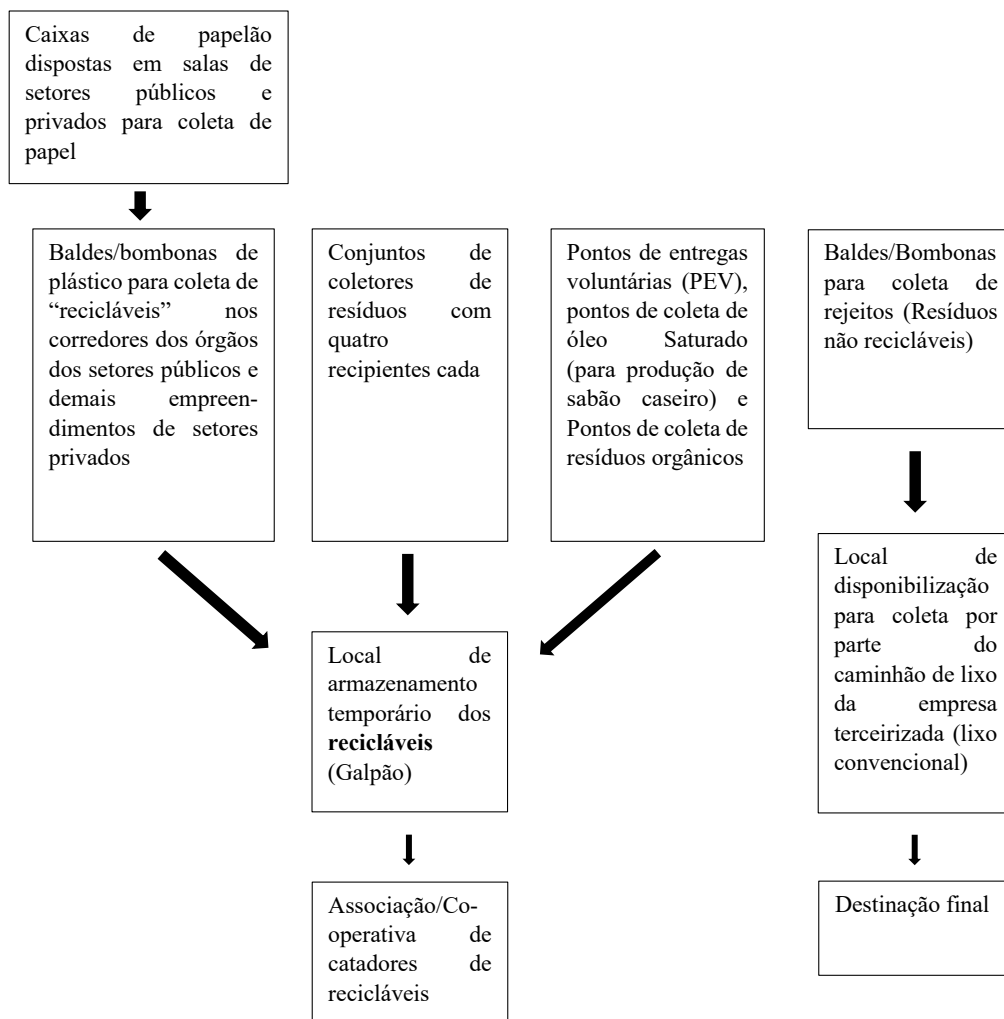 Caixas de papelão
dispostas em salas de
setores públicos e
privados para coleta de
papel
Baldes/bombonas de
plástico para coleta de
“recicláveis” nos
corredores dos órgãos
dos setores públicos e
demais empreen-
dimentos de setores
privados
Conjuntos de
coletores de
resíduos com
quatro
recipientes cada
Pontos de entregas
voluntárias (PEV),
pontos de coleta de
óleo Saturado
(para produção de
sabão caseiro) e
Pontos de coleta de
resíduos orgânicos
Baldes/Bombonas
para coleta de
rejeitos (Resíduos
não recicláveis)
Local de
armazenamento
temporário dos
recicláveis
(Galpão)
Local de
disponibilização
para coleta por
parte do
caminhão de lixo
da empresa
terceirizada (lixo
convencional)
Associação/Co-
operativa de
catadores de
recicláveis
Destinação final